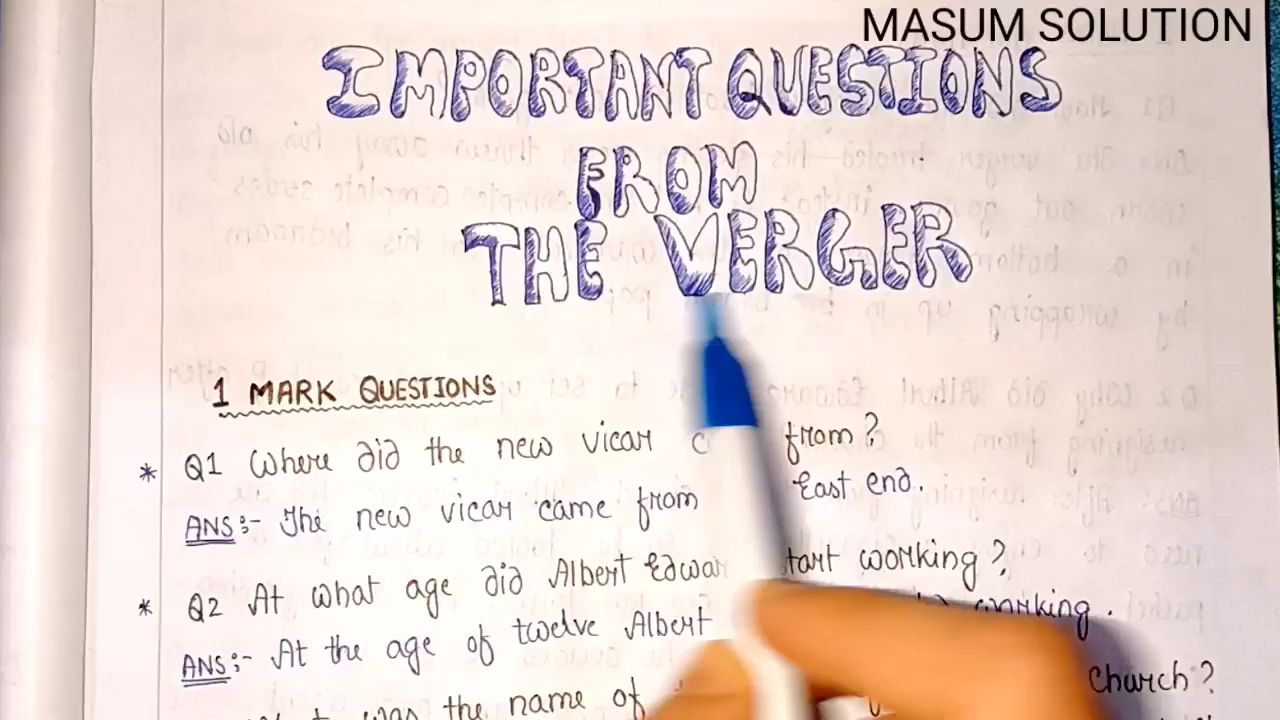 MASUM SOLUTION
IMPORTANT QUESTIONS
FROM
THE VERGER
1 MARK QUESTIONS
* Q1 Where did the new vicar c from?
ANS:- The new vicar came from East end.
* Q2 At what age did Albert Edwar tart working?
ANS:- At the age of twelve Albert working.
was the name of church?